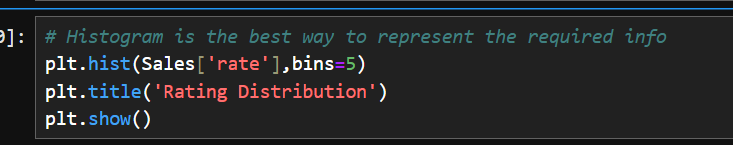 ]:
# Histogram is the best way to represent the required info
plt.hist(Sales['rate'],bins=5)
plt.title('Rating Distribution')
plt.show()